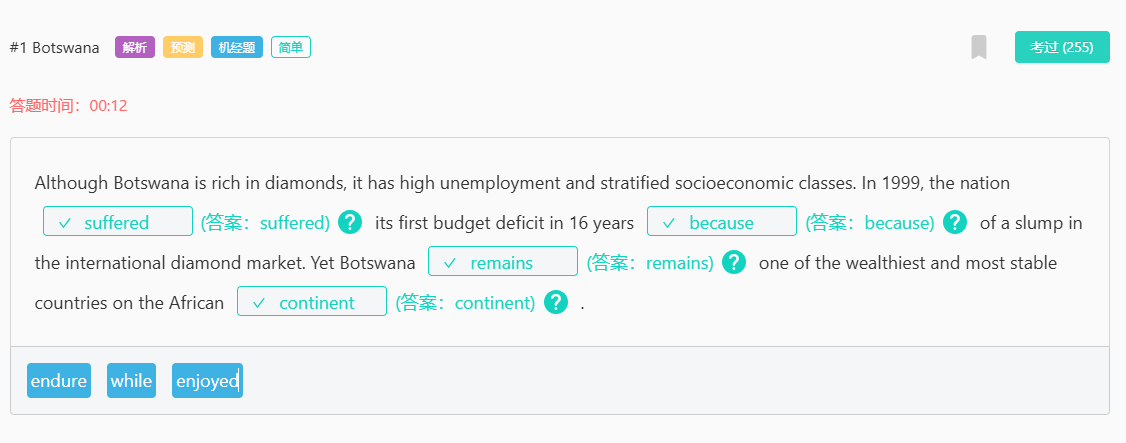 #1 Botswana 解析 预测 机经题 简单 考过 (255)
答题时间：00:12
Although Botswana is rich in diamonds, it has high unemployment and stratified socioeconomic classes. In 1999, the nation
✓ suffered (答案：suffered) ? its first budget deficit in 16 years ✓ because (答案：because) ? of a slump in
the international diamond market. Yet Botswana ✓ remains (答案：remains) ? one of the wealthiest and most stable
countries on the African ✓ continent (答案：continent) ? .
endure while enjoyed